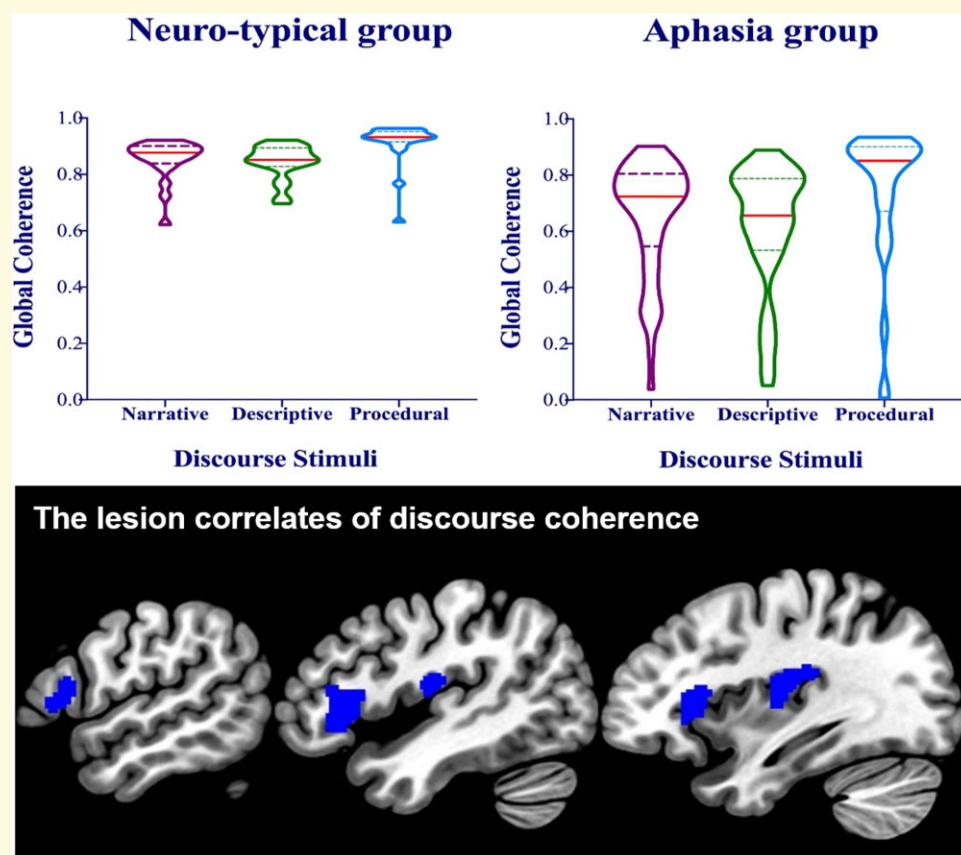 Neuro-typical group
1.0
0.8
0.6
0.4
0.2
0.0
Global Coherence
Narrative Descriptive Procedural
Discourse Stimuli
Aphasia group
1.0
0.8
0.6
0.4
0.2
0.0
Global Coherence
Narrative Descriptive Procedural
Discourse Stimuli
The lesion correlates of discourse coherence